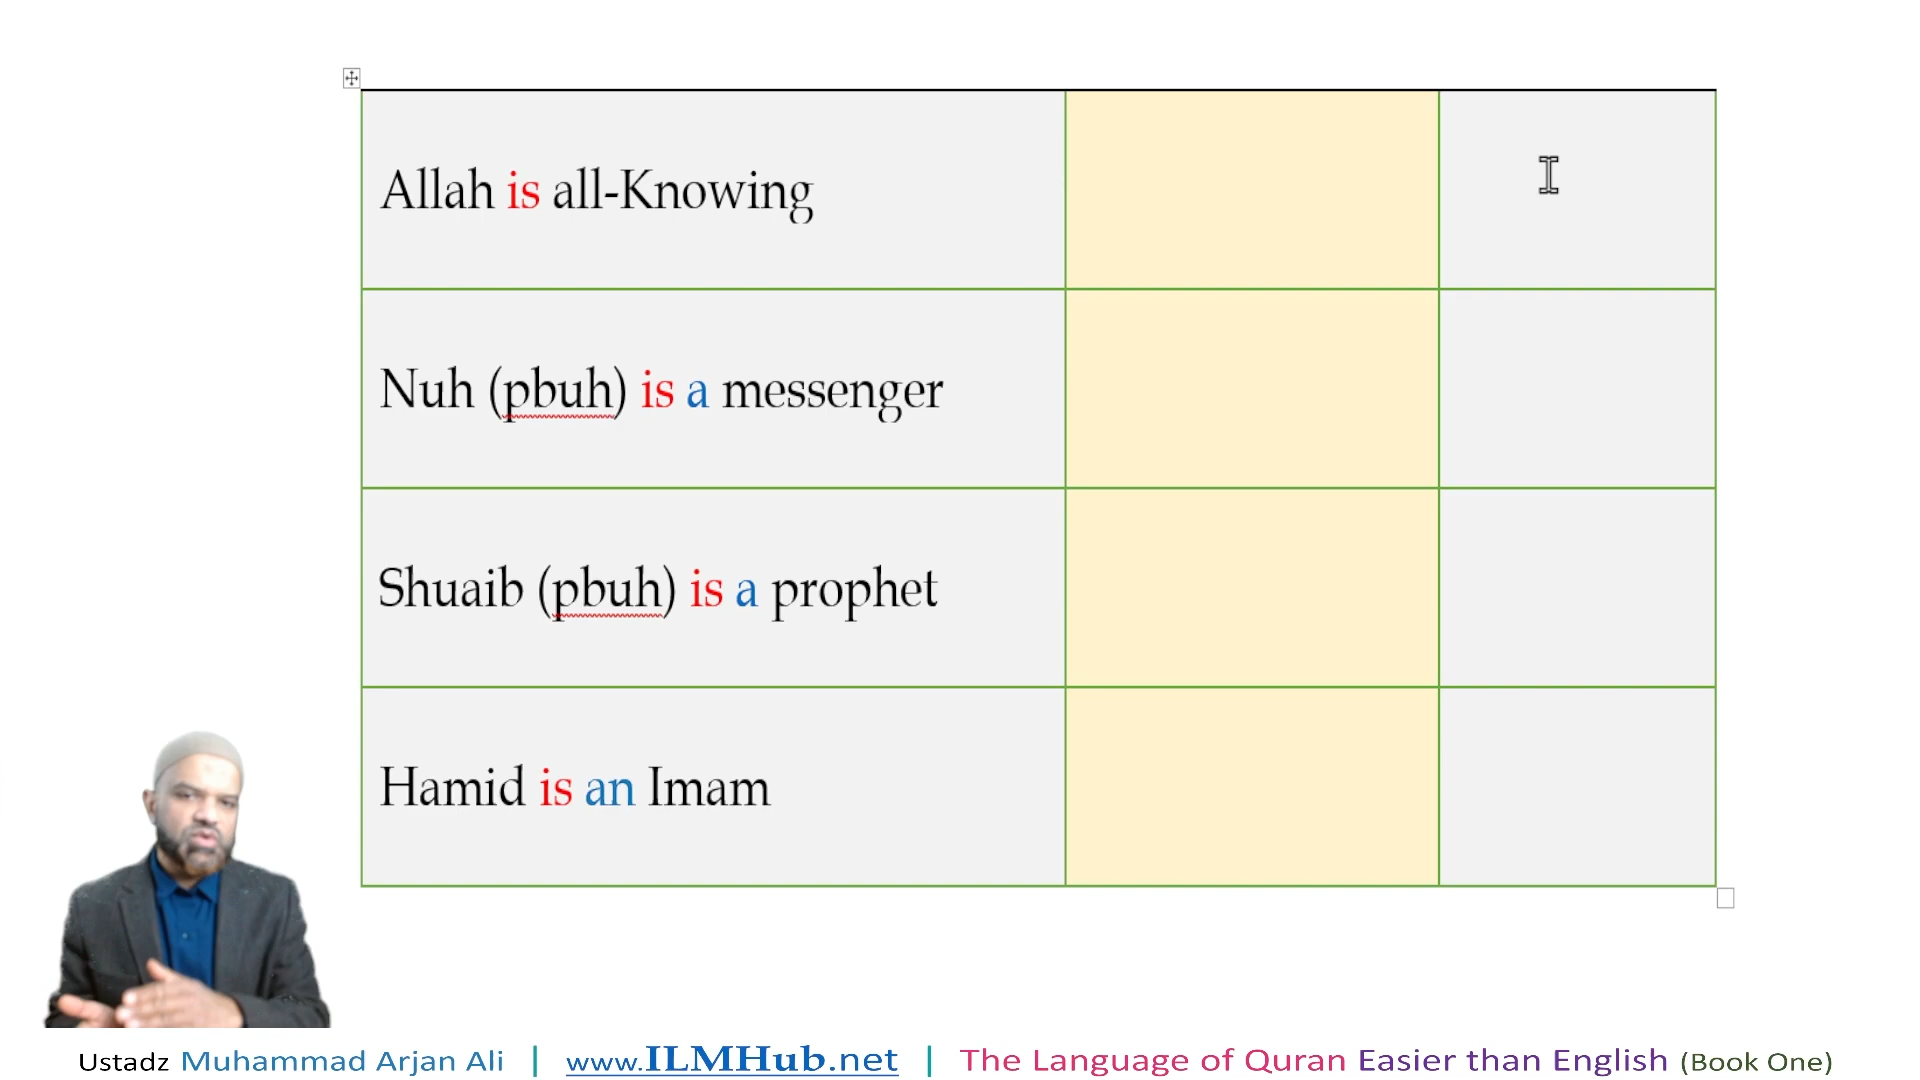 Allah is all-Knowing
Nuh (pbuh) is a messenger
Shuaib (pbuh) is a prophet
Hamid is an Imam
Ustadz Muhammad Arjan Ali | www.ILMHub.net | The Language of Quran Easier than English (Book One)